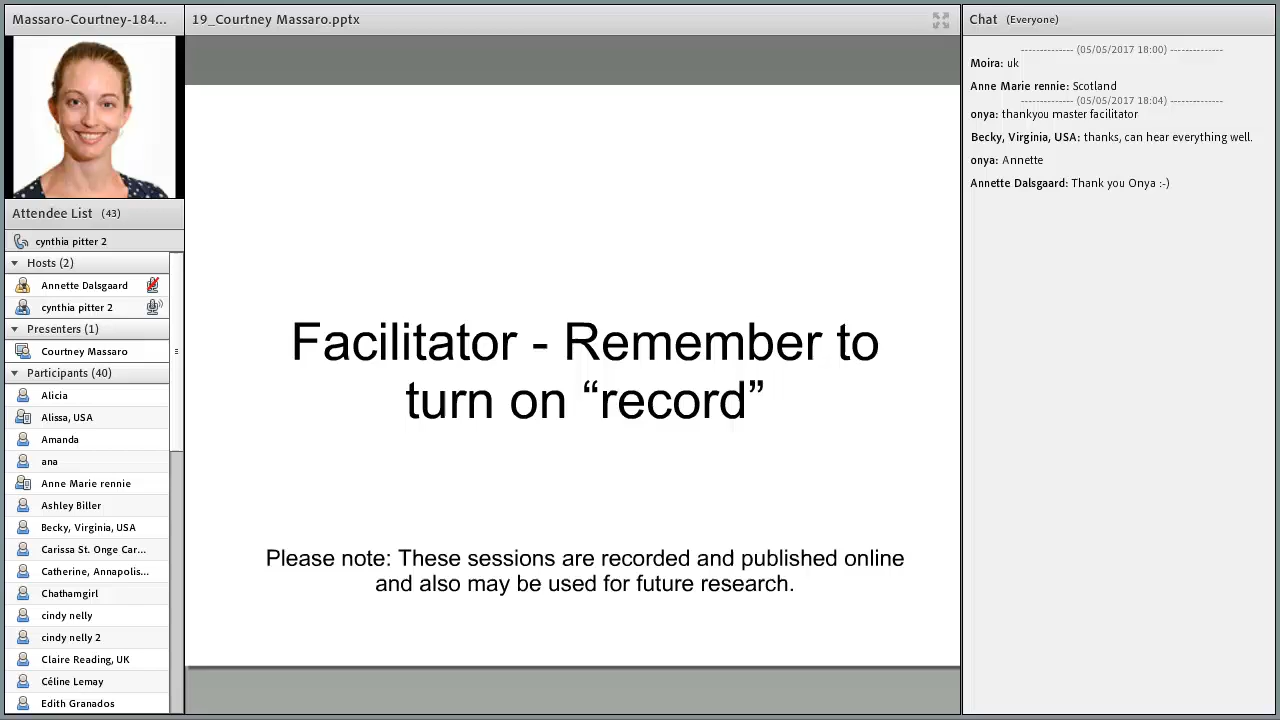 Massaro-Courtney-184...
19_Courtney Massaro.pptx
Chat (Everyone)
Attendee List (43)
cynthia pitter 2
Hosts (2)
Annette Dalsgaard
cynthia pitter 2
Presenters (1)
Courtney Massaro
Participants (40)
Alicia
Alissa, USA
Amanda
ana
Anne Marie rennie
Ashley Biller
Becky, Virginia, USA
Carissa St. Onge Car...
Catherine, Annapolis...
Chathamgirl
cindy nelly
cindy nelly 2
Claire Reading, UK
Céline Lemay
Edith Granados
Facilitator - Remember to
turn on “record”
Please note: These sessions are recorded and published online
and also may be used for future research.
-------------- (05/05/2017 18:00) --------------
Moira: uk
Anne Marie rennie: Scotland
-------------- (05/05/2017 18:04) --------------
onya: thankyou master facilitator
Becky, Virginia, USA: thanks, can hear everything well.
onya: Annette
Annette Dalsgaard: Thank you Onya :-)